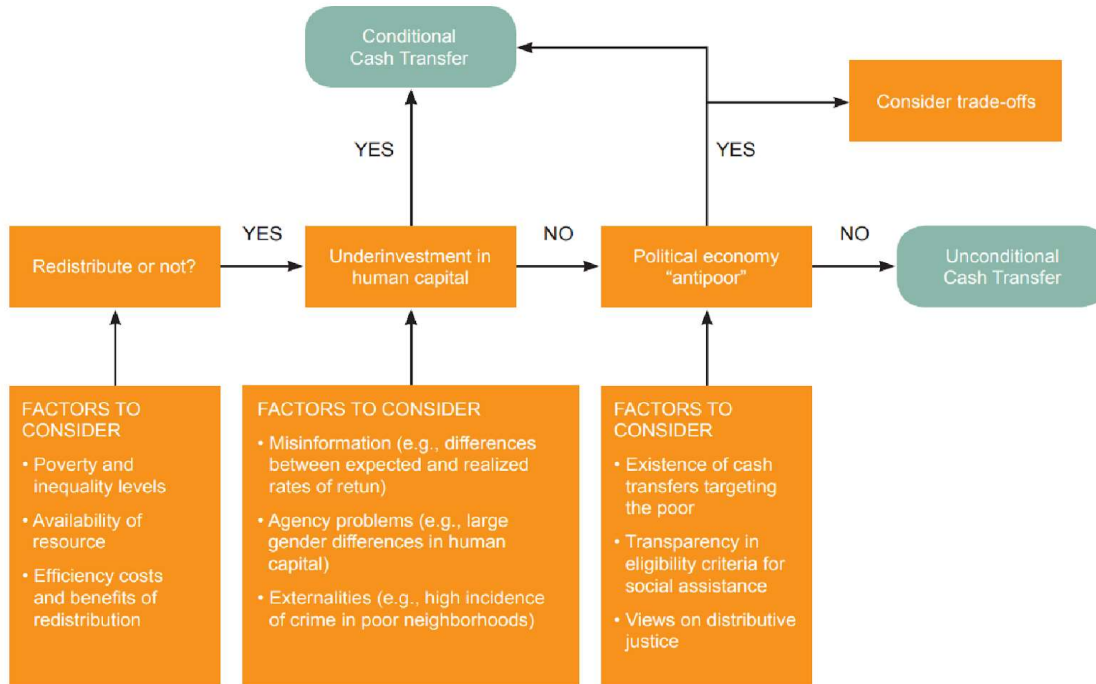 Conditional
Cash Transfer
Consider trade-offs
YES
YES
YES
NO
NO
Redistribute or not?
Underinvestment in
human capital
Political economy
“antipoor”
Unconditional
Cash Transfer
FACTORS TO
CONSIDER
• Poverty and
inequality levels
• Availability of
resource
• Efficiency costs
and benefits of
redistribution
FACTORS TO CONSIDER
• Misinformation (e.g., differences
between expected and realized
rates of retun)
• Agency problems (e.g., large
gender differences in human
capital)
• Externalities (e.g., high incidence
of crime in poor neighborhoods)
FACTORS TO
CONSIDER
• Existence of cash
transfers targeting
the poor
• Transparency in
eligibility criteria for
social assistance
• Views on distributive
justice